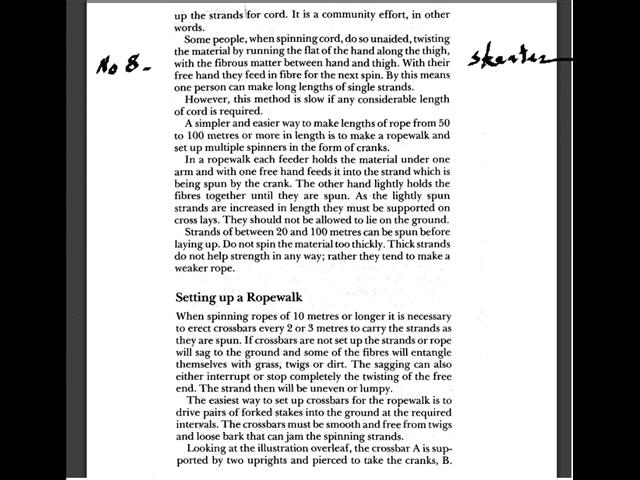 up the strands for cord. It is a community effort, in other
words.
Some people, when spinning cord, do so unaided, twisting
the material by running the flat of the hand along the thigh,
with the fibrous matter between hand and thigh. With their
free hand they feed in fibre for the next spin. By this means
one person can make long lengths of single strands.
No 8-
However, this method is slow if any considerable length
of cord is required.
A simpler and easier way to make lengths of rope from 50
to 100 metres or more in length is to make a ropewalk and
set up multiple spinners in the form of cranks.
In a ropewalk each feeder holds the material under one
arm and with one free hand feeds it into the strand which is
being spun by the crank. The other hand lightly holds the
fibres together until they are spun. As the lightly spun
strands are increased in length they must be supported on
cross lays. They should not be allowed to lie on the ground.
Strands of between 20 and 100 metres can be spun before
laying up. Do not spin the material too thickly. Thick strands
do not help strength in any way; rather they tend to make a
weaker rope.
Setting up a Ropewalk
When spinning ropes of 10 metres or longer it is necessary
to erect crossbars every 2 or 3 metres to carry the strands as
they are spun. If crossbars are not set up the strands or rope
will sag to the ground and some of the fibres will entangle
themselves with grass, twigs or dirt. The sagging can also
either interrupt or stop completely the twisting of the free
end. The strand then will be uneven or lumpy.
The easiest way to set up crossbars for the ropewalk is to
drive pairs of forked stakes into the ground at the required
intervals. The crossbars must be smooth and free from twigs
and loose bark that can jam the spinning strands.
Looking at the illustration overleaf, the crossbar A is sup-
ported by two uprights and pierced to take the cranks, B.